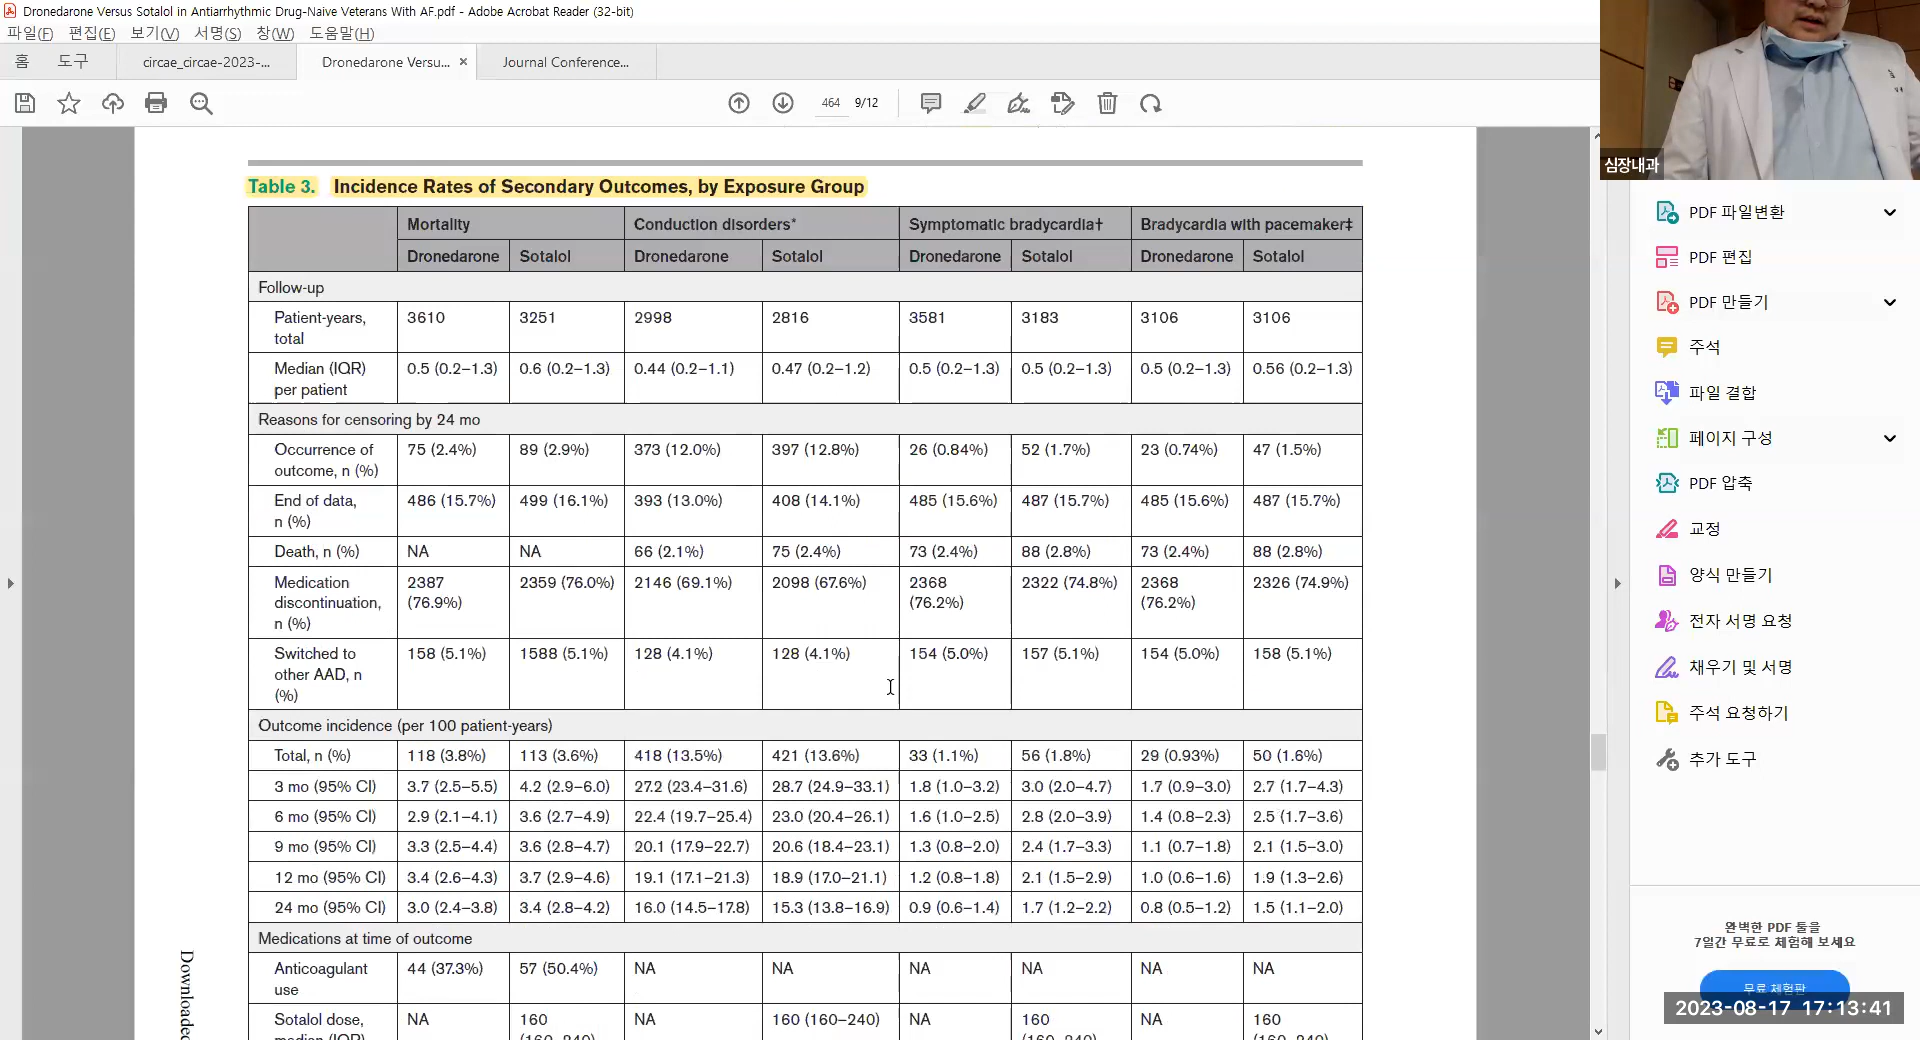 Dronedarone Versus Sotalol in Antiarrhythmic Drug-Naive Veterans With AF.pdf - Adobe Acrobat Reader (32-bit)
파일(F) 편집(E) 보기(V) 서명(S) 창(W) 도움말(H)
홈 도구 circae_circae-2023-... Dronedarone Versu... × Journal Conference...
464 9/12
심장내과
Table 3. Incidence Rates of Secondary Outcomes, by Exposure Group
Mortality Conduction disorders* Symptomatic bradycardia† Bradycardia with pacemaker‡
Dronedarone Sotalol Dronedarone Sotalol Dronedarone Sotalol Dronedarone Sotalol
Follow-up
Patient-years, total 3610 3251 2998 2816 3581 3183 3106 3106
Median (IQR) per patient 0.5 (0.2–1.3) 0.6 (0.2–1.3) 0.44 (0.2–1.1) 0.47 (0.2–1.2) 0.5 (0.2–1.3) 0.5 (0.2–1.3) 0.5 (0.2–1.3) 0.56 (0.2–1.3)
Reasons for censoring by 24 mo
Occurrence of outcome, n (%) 75 (2.4%) 89 (2.9%) 373 (12.0%) 397 (12.8%) 26 (0.84%) 52 (1.7%) 23 (0.74%) 47 (1.5%)
End of data, n (%) 486 (15.7%) 499 (16.1%) 393 (13.0%) 408 (14.1%) 485 (15.6%) 487 (15.7%) 485 (15.6%) 487 (15.7%)
Death, n (%) NA NA 66 (2.1%) 75 (2.4%) 73 (2.4%) 88 (2.8%) 73 (2.4%) 88 (2.8%)
Medication discontinuation, n (%) 2387 (76.9%) 2359 (76.0%) 2146 (69.1%) 2098 (67.6%) 2368 (76.2%) 2322 (74.8%) 2368 (76.2%) 2326 (74.9%)
Switched to other AAD, n (%) 158 (5.1%) 1588 (5.1%) 128 (4.1%) 128 (4.1%) 154 (5.0%) 157 (5.1%) 154 (5.0%) 158 (5.1%)
Outcome incidence (per 100 patient-years)
Total, n (%) 118 (3.8%) 113 (3.6%) 418 (13.5%) 421 (13.6%) 33 (1.1%) 56 (1.8%) 29 (0.93%) 50 (1.6%)
3 mo (95% CI) 3.7 (2.5–5.5) 4.2 (2.9–6.0) 27.2 (23.4–31.6) 28.7 (24.9–33.1) 1.8 (1.0–3.2) 3.0 (2.0–4.7) 1.7 (0.9–3.0) 2.7 (1.7–4.3)
6 mo (95% CI) 2.9 (2.1–4.1) 3.6 (2.7–4.9) 22.4 (19.7–25.4) 23.0 (20.4–26.1) 1.6 (1.0–2.5) 2.8 (2.0–3.9) 1.4 (0.8–2.3) 2.5 (1.7–3.6)
9 mo (95% CI) 3.3 (2.5–4.4) 3.6 (2.8–4.7) 20.1 (17.9–22.7) 20.6 (18.4–23.1) 1.3 (0.8–2.0) 2.4 (1.7–3.3) 1.1 (0.7–1.8) 2.1 (1.5–3.0)
12 mo (95% CI) 3.4 (2.6–4.3) 3.7 (2.9–4.6) 19.1 (17.1–21.3) 18.9 (17.0–21.1) 1.2 (0.8–1.8) 2.1 (1.5–2.9) 1.0 (0.6–1.6) 1.9 (1.3–2.6)
24 mo (95% CI) 3.0 (2.4–3.8) 3.4 (2.8–4.2) 16.0 (14.5–17.8) 15.3 (13.8–16.9) 0.9 (0.6–1.4) 1.7 (1.2–2.2) 0.8 (0.5–1.2) 1.5 (1.1–2.0)
Medications at time of outcome
Anticoagulant use 44 (37.3%) 57 (50.4%) NA NA NA NA NA NA
Sotalol dose, median (IQR) NA 160 (160–240) NA 160 (160–240) NA 160 (160–240) NA 160 (160–240)
Downloaded
PDF 파일변환
PDF 편집
PDF 만들기
주석
파일 결합
페이지 구성
PDF 압축
교정
양식 만들기
전자 서명 요청
채우기 및 서명
주석 요청하기
추가 도구
완벽한 PDF 툴을
7일간 무료로 체험해 보세요
무료 체험판
2023-08-17 17:13:41